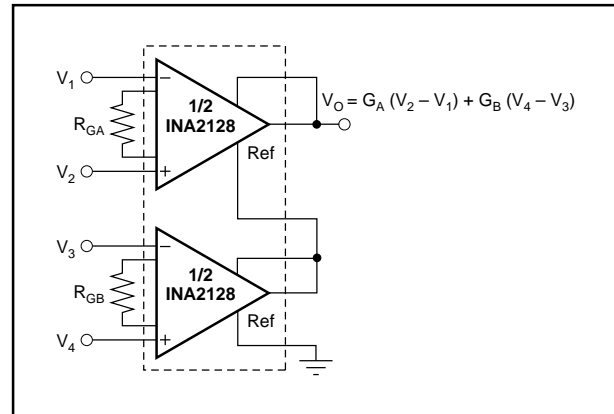 V1
−
1/2
INA2128
VO = GA (V2 – V1) + GB (V4 – V3)
RGA
Ref
V2
+
V3
−
1/2
INA2128
RGB
Ref
V4
+